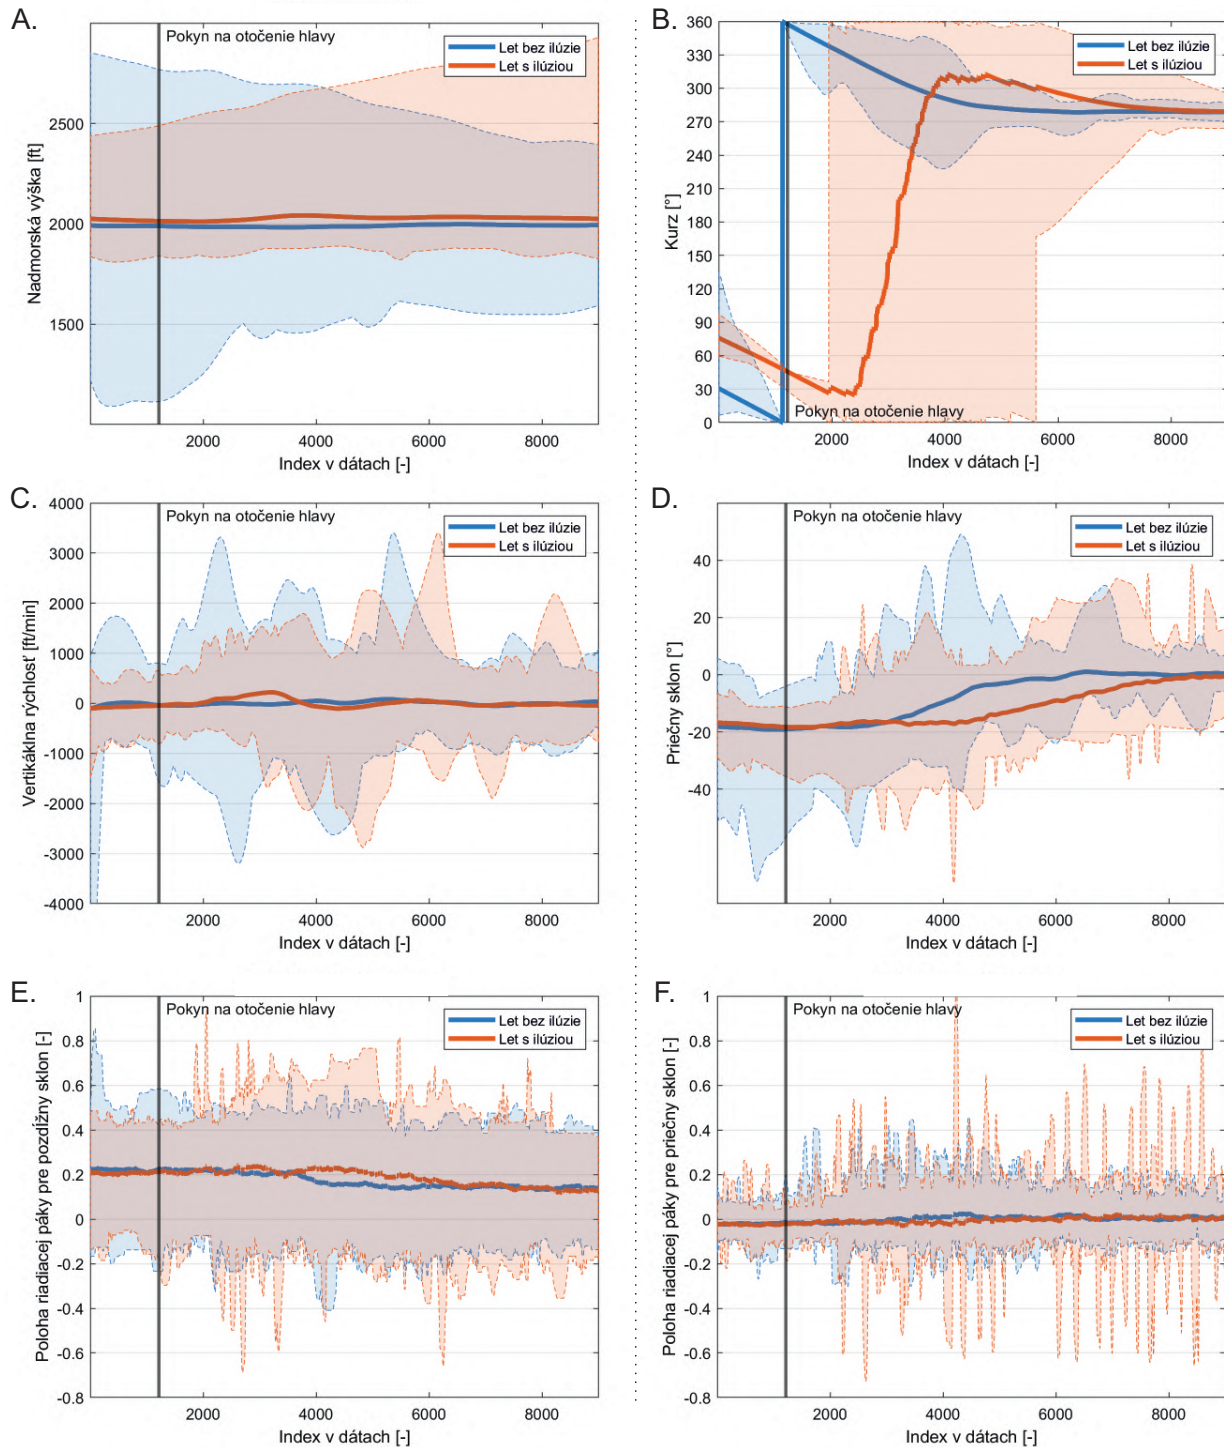 A.
Pokyn na otočenie hlavy
Let bez ilúzie
Let s ilúziou
Nadmorská výška [ft]
2500
2000
1500
2000
4000
6000
8000
Index v dátach [-]
B.
Let bez ilúzie
Let s ilúziou
Kurz [°]
360
330
300
270
240
210
180
150
120
90
60
30
0
Pokyn na otočenie hlavy
2000
4000
6000
8000
Index v dátach [-]
C.
Pokyn na otočenie hlavy
Let bez ilúzie
Let s ilúziou
Vertikáklna rýchlosť [ft/min]
4000
3000
2000
1000
0
-1000
-2000
-3000
-4000
2000
4000
6000
8000
Index v dátach [-]
D.
Pokyn na otočenie hlavy
Let bez ilúzie
Let s ilúziou
Priečny sklon [°]
40
20
0
-20
-40
2000
4000
6000
8000
Index v dátach [-]
E.
Pokyn na otočenie hlavy
Let bez ilúzie
Let s ilúziou
Poloha riadiacej páky pre pozdĺžny sklon [-]
1
0.8
0.6
0.4
0.2
0
-0.2
-0.4
-0.6
-0.8
2000
4000
6000
8000
Index v dátach [-]
F.
Pokyn na otočenie hlavy
Let bez ilúzie
Let s ilúziou
Poloha riadiacej páky pre priečny sklon [-]
1
0.8
0.6
0.4
0.2
0
-0.2
-0.4
-0.6
-0.8
2000
4000
6000
8000
Index v dátach [-]